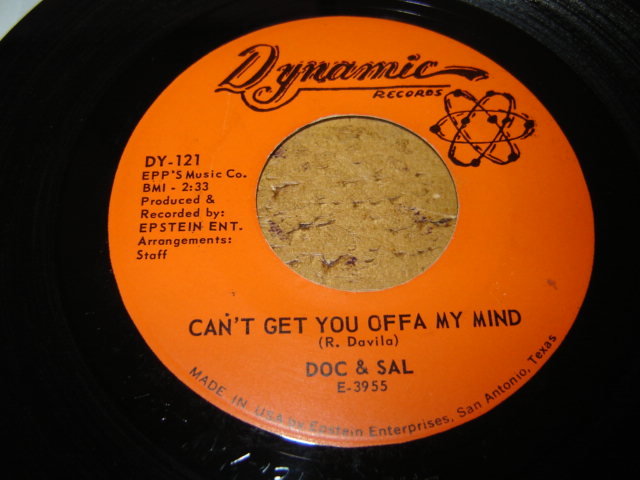 Dynamic
RECORDS
DY-121
EPP'S Music Co.
BMI - 2:33
Produced &
Recorded by:
EPSTEIN ENT.
Arrangements:
Staff
CAN'T GET YOU OFFA MY MIND
(R. Davila)
DOC & SAL
E-3955
MADE IN USA by Epstein Enterprises, San Antonio, Texas